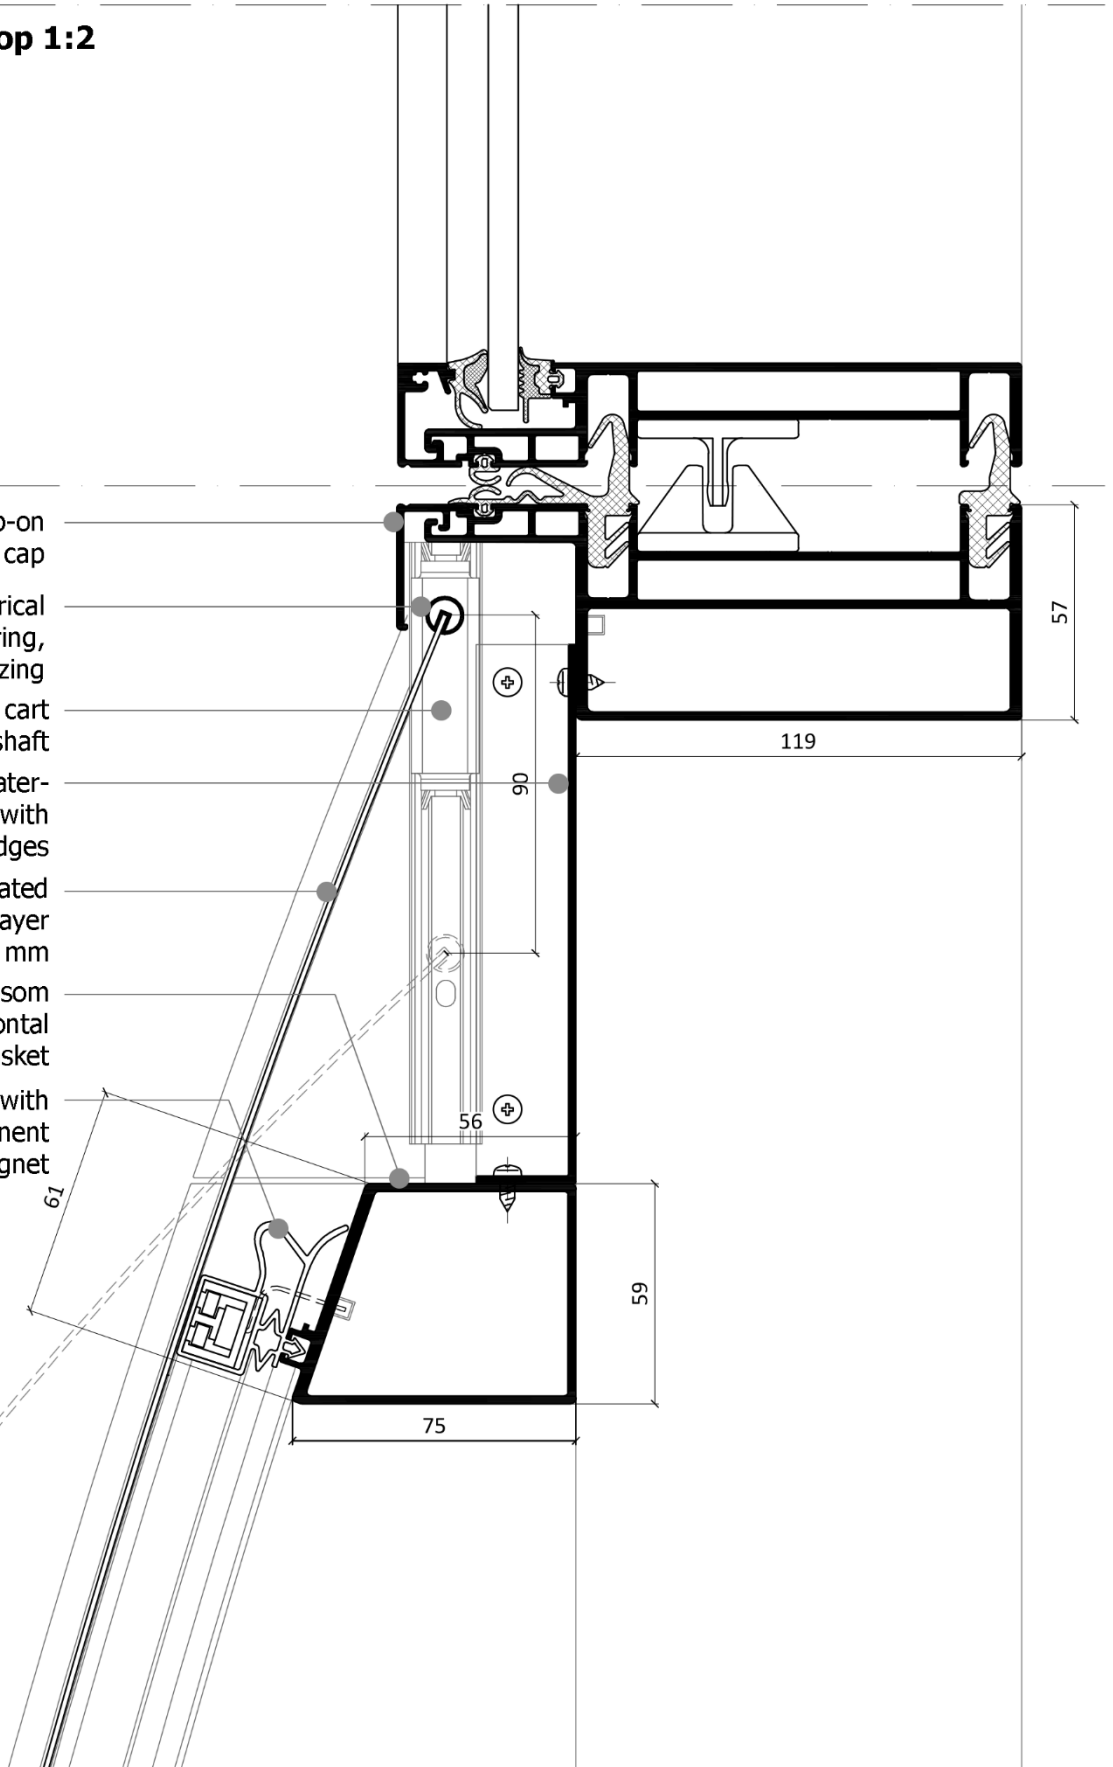 op 1:2
o-on
cap
rical
ring,
zing
cart
shaft
ater-
with
dges
ated
ayer
mm
som
ontal
sket
with
nent
gnet
57
119
90
56
61
59
75